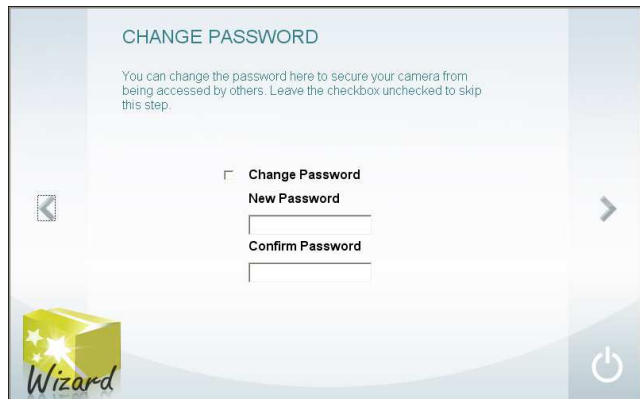 CHANGE PASSWORD
You can change the password here to secure your camera from
being accessed by others. Leave the checkbox unchecked to skip
this step.
Change Password
New Password
Confirm Password
Wizard